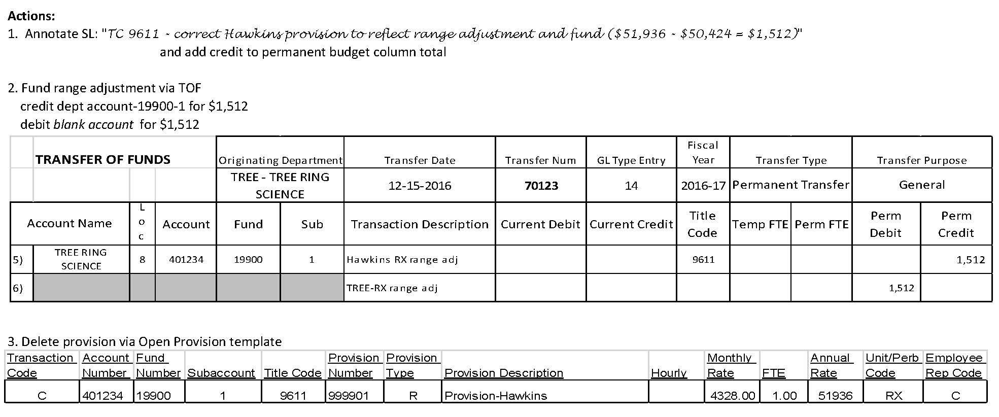 Actions:
1. Annotate SL: "TC 9611 - correct Hawkins provision to reflect range adjustment and fund ($51,936 - $50,424 = $1,512)"
and add credit to permanent budget column total
2. Fund range adjustment via TOF
credit dept account-19900-1 for $1,512
debit blank account for $1,512
TRANSFER OF FUNDS Originating Department Transfer Date Transfer Num GL Type Entry Fiscal Year Transfer Type Transfer Purpose
TREE - TREE RING SCIENCE 12-15-2016 70123 14 2016-17 Permanent Transfer General
Account Name Loc Account Fund Sub Transaction Description Current Debit Current Credit Title Code Temp FTE Perm FTE Perm Debit Perm Credit
5) TREE RING SCIENCE 8 401234 19900 1 Hawkins RX range adj 9611 1,512
6) TREE-RX range adj 1,512
3. Delete provision via Open Provision template
Transaction Code Account Number Fund Number Subaccount Title Code Provision Number Provision Type Provision Description Hourly Monthly Rate FTE Annual Rate Unit/Perb Code Employee Rep Code
C 401234 19900 1 9611 999901 R Provision-Hawkins 4328.00 1.00 51936 RX C